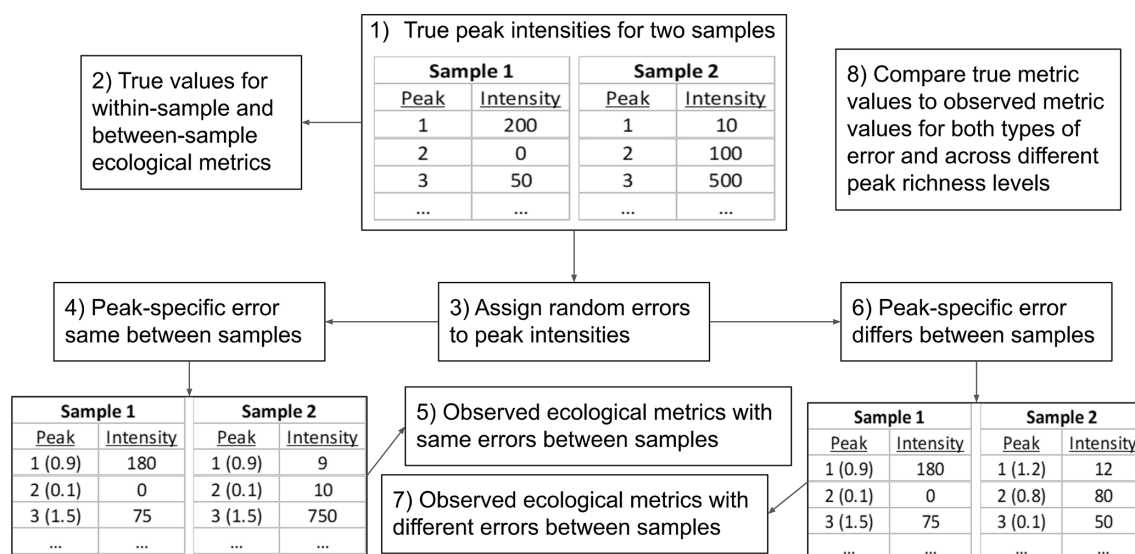 1) True peak intensities for two samples
Sample 1 Sample 2
Peak Intensity Peak Intensity
1 200 1 10
2 0 2 100
3 50 3 500
... ... ... ...
2) True values for
within-sample and
between-sample
ecological metrics
8) Compare true metric
values to observed metric
values for both types of
error and across different
peak richness levels
4) Peak-specific error
same between samples
3) Assign random errors
to peak intensities
6) Peak-specific error
differs between samples
Sample 1 Sample 2
Peak Intensity Peak Intensity
1 (0.9) 180 1 (0.9) 9
2 (0.1) 0 2 (0.1) 10
3 (1.5) 75 3 (1.5) 750
... ... ... ...
5) Observed ecological metrics with
same errors between samples
7) Observed ecological metrics with
different errors between samples
Sample 1 Sample 2
Peak Intensity Peak Intensity
1 (0.9) 180 1 (1.2) 12
2 (0.1) 0 2 (0.8) 80
3 (1.5) 75 3 (0.1) 50
... ... ... ...